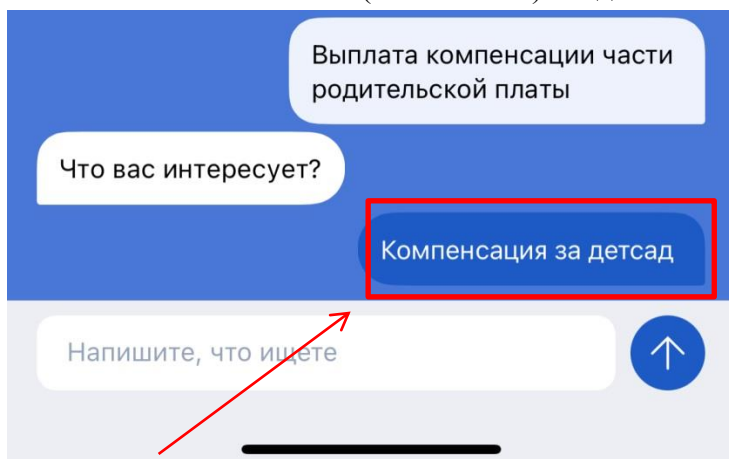 Выплата компенсации части
родительской платы
Что вас интересует?
Компенсация за детсад
Напишите, что ищете